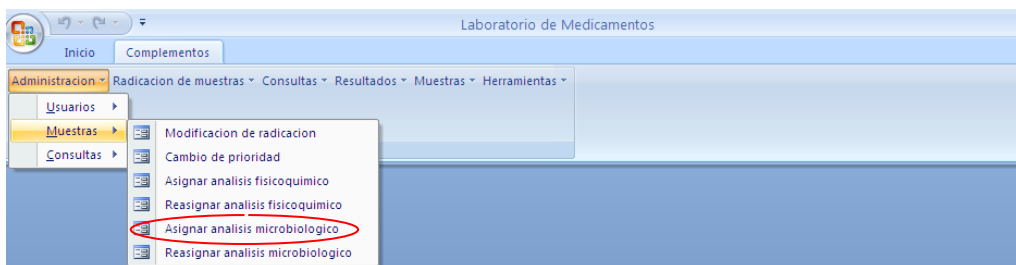 Laboratorio de Medicamentos
Inicio Complementos
Administracion Radicacion de muestras Consultas Resultados Muestras Herramientas
Usuarios
Muestras
Consultas
Modificacion de radicacion
Cambio de prioridad
Asignar analisis fisicoquimico
Reasignar analisis fisicoquimico
Asignar analisis microbiologico
Reasignar analisis microbiologico